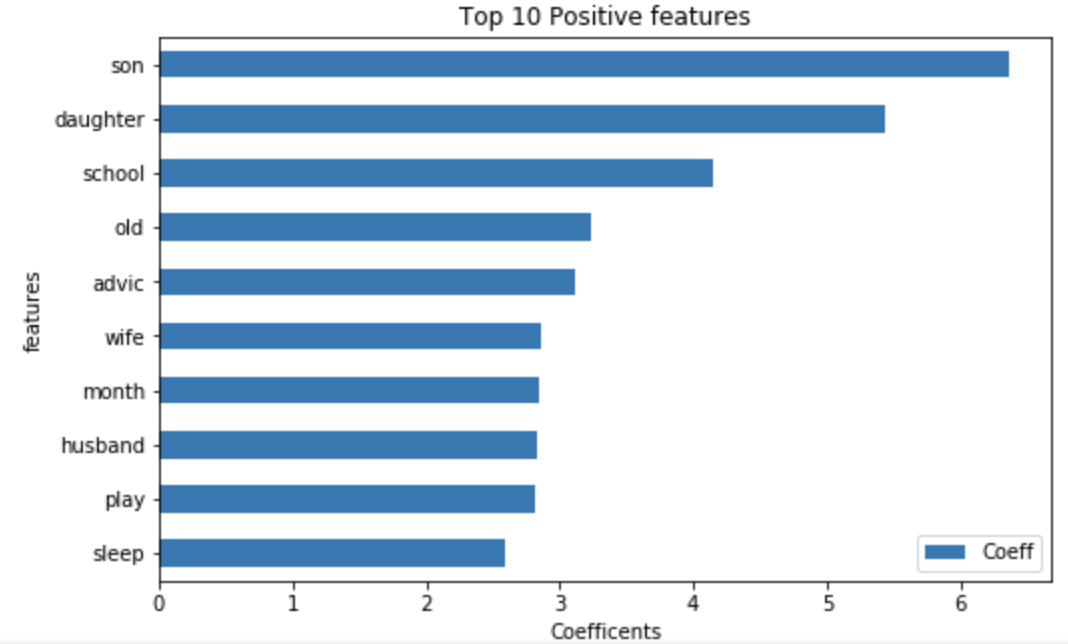 Top 10 Positive features
son
daughter
school
old
advic
wife
month
husband
play
sleep
features
Coeff
0 1 2 3 4 5 6
Coefficents